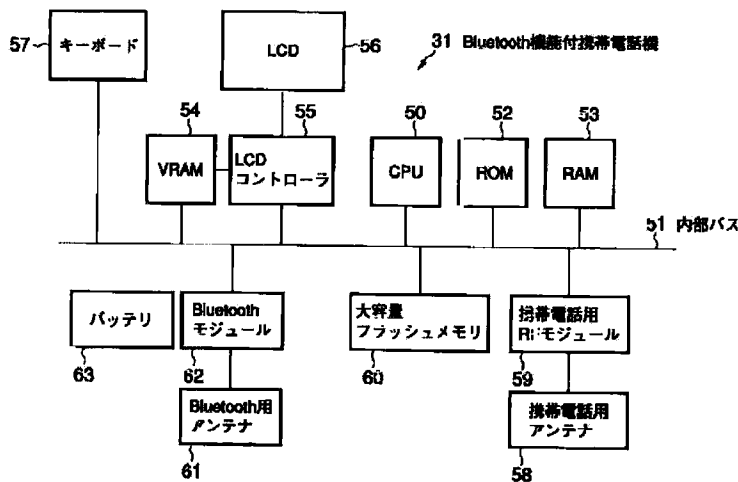 57
キーボード
LCD
56
31 Bluetooth機能付携帯電話機
54
VRAM
55
LCD
コントローラ
50
CPU
52
ROM
53
RAM
51 内部バス
バッテリ
63
Bluetooth
モジュール
62
大容量
フラッシュメモリ
60
携帯電話用
RFモジュール
59
Bluetooth用
アンテナ
61
携帯電話用
アンテナ
58